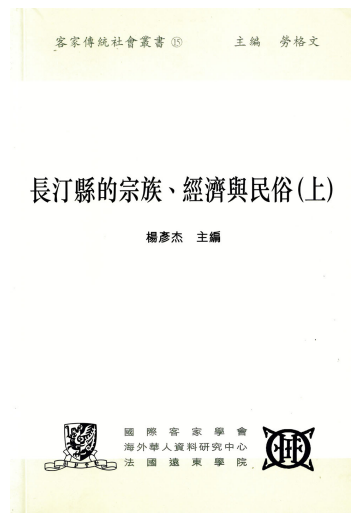 客家傳統社會叢書 ⑮ 主編 勞格文
長汀縣的宗族、經濟與民俗(上)
楊彥杰 主編
國際客家學會
海外華人資料研究中心
法國遠東學院